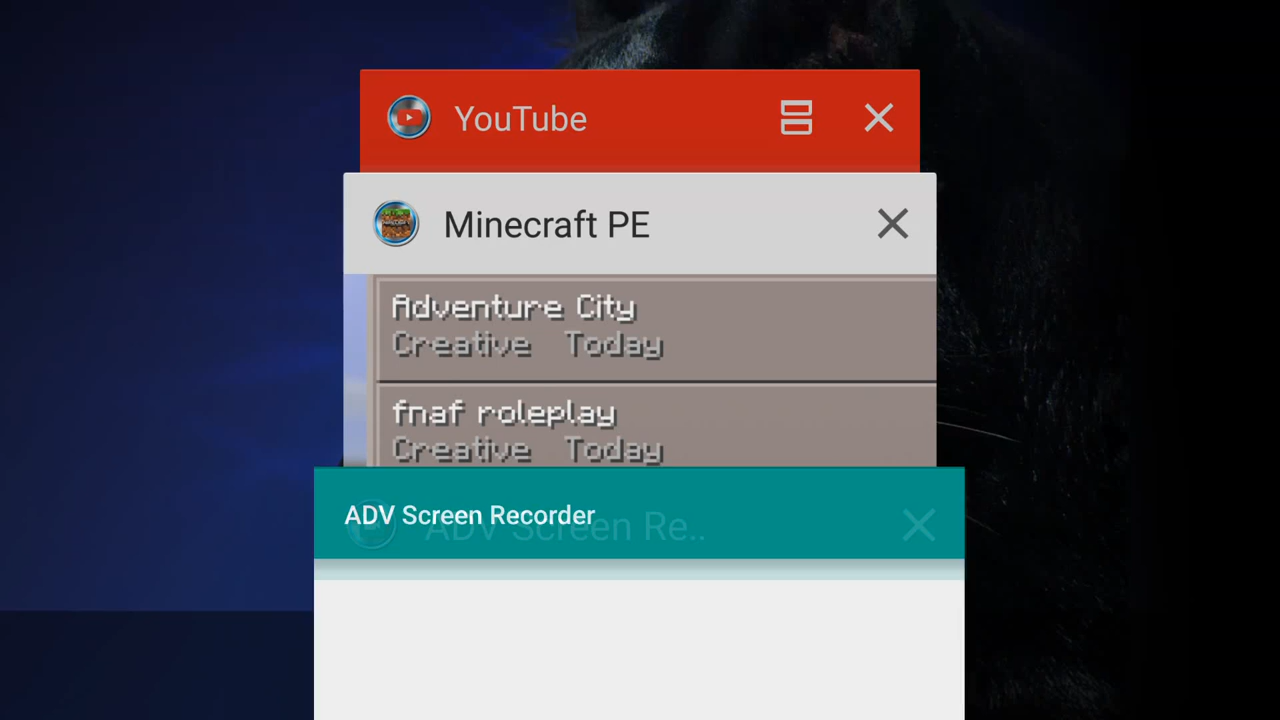 YouTube
Minecraft PE
Adventure City
Creative Today
fnaf roleplay
Creative Today
ADV Screen Recorder
ADV Screen Re..